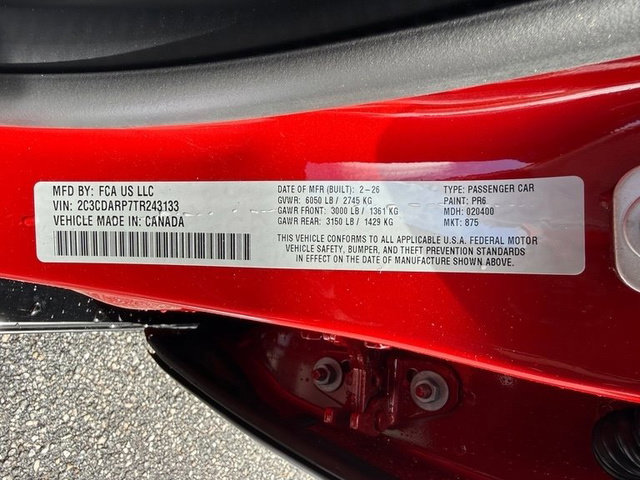 MFD BY: FCA US LLC
VIN: 2C3CDARP7TR243133
VEHICLE MADE IN: CANADA
DATE OF MFR (BUILT): 2-26
GVWR: 6050 LB / 2745 KG
GAWR FRONT: 3000 LB / 1361 KG
GAWR REAR: 3150 LB / 1429 KG
TYPE: PASSENGER CAR
PAINT: PR6
MDH: 020400
MKT: 875
THIS VEHICLE CONFORMS TO ALL APPLICABLE U.S.A. FEDERAL MOTOR
VEHICLE SAFETY, BUMPER, AND THEFT PREVENTION STANDARDS
IN EFFECT ON THE DATE OF MANUFACTURE SHOWN ABOVE.